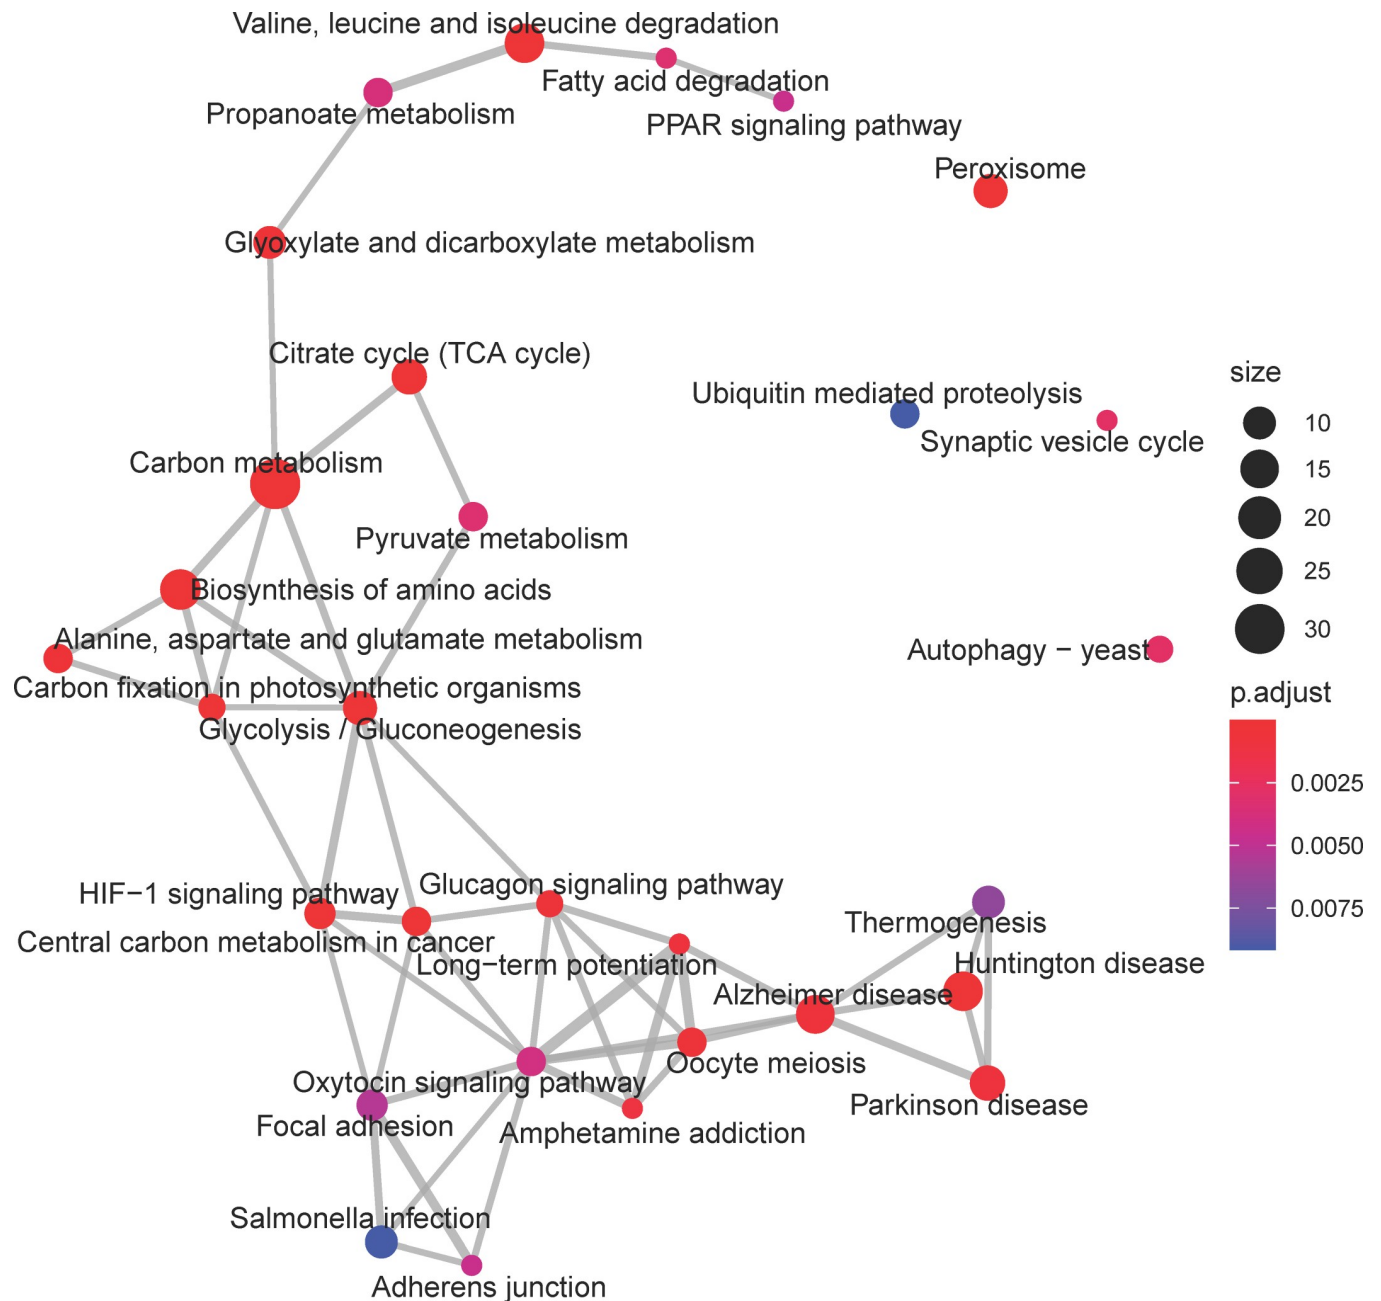 Valine, leucine and isoleucine degradation
Fatty acid degradation
Propanoate metabolism
PPAR signaling pathway
Peroxisome
Glyoxylate and dicarboxylate metabolism
Citrate cycle (TCA cycle)
Ubiquitin mediated proteolysis
Synaptic vesicle cycle
Carbon metabolism
Pyruvate metabolism
Biosynthesis of amino acids
Alanine, aspartate and glutamate metabolism
Autophagy − yeast
Carbon fixation in photosynthetic organisms
Glycolysis / Gluconeogenesis
HIF−1 signaling pathway
Glucagon signaling pathway
Central carbon metabolism in cancer
Long−term potentiation
Thermogenesis
Huntington disease
Alzheimer disease
Oocyte meiosis
Oxytocin signaling pathway
Parkinson disease
Focal adhesion
Amphetamine addiction
Salmonella infection
Adherens junction
size
10
15
20
25
30
p.adjust
0.0025
0.0050
0.0075